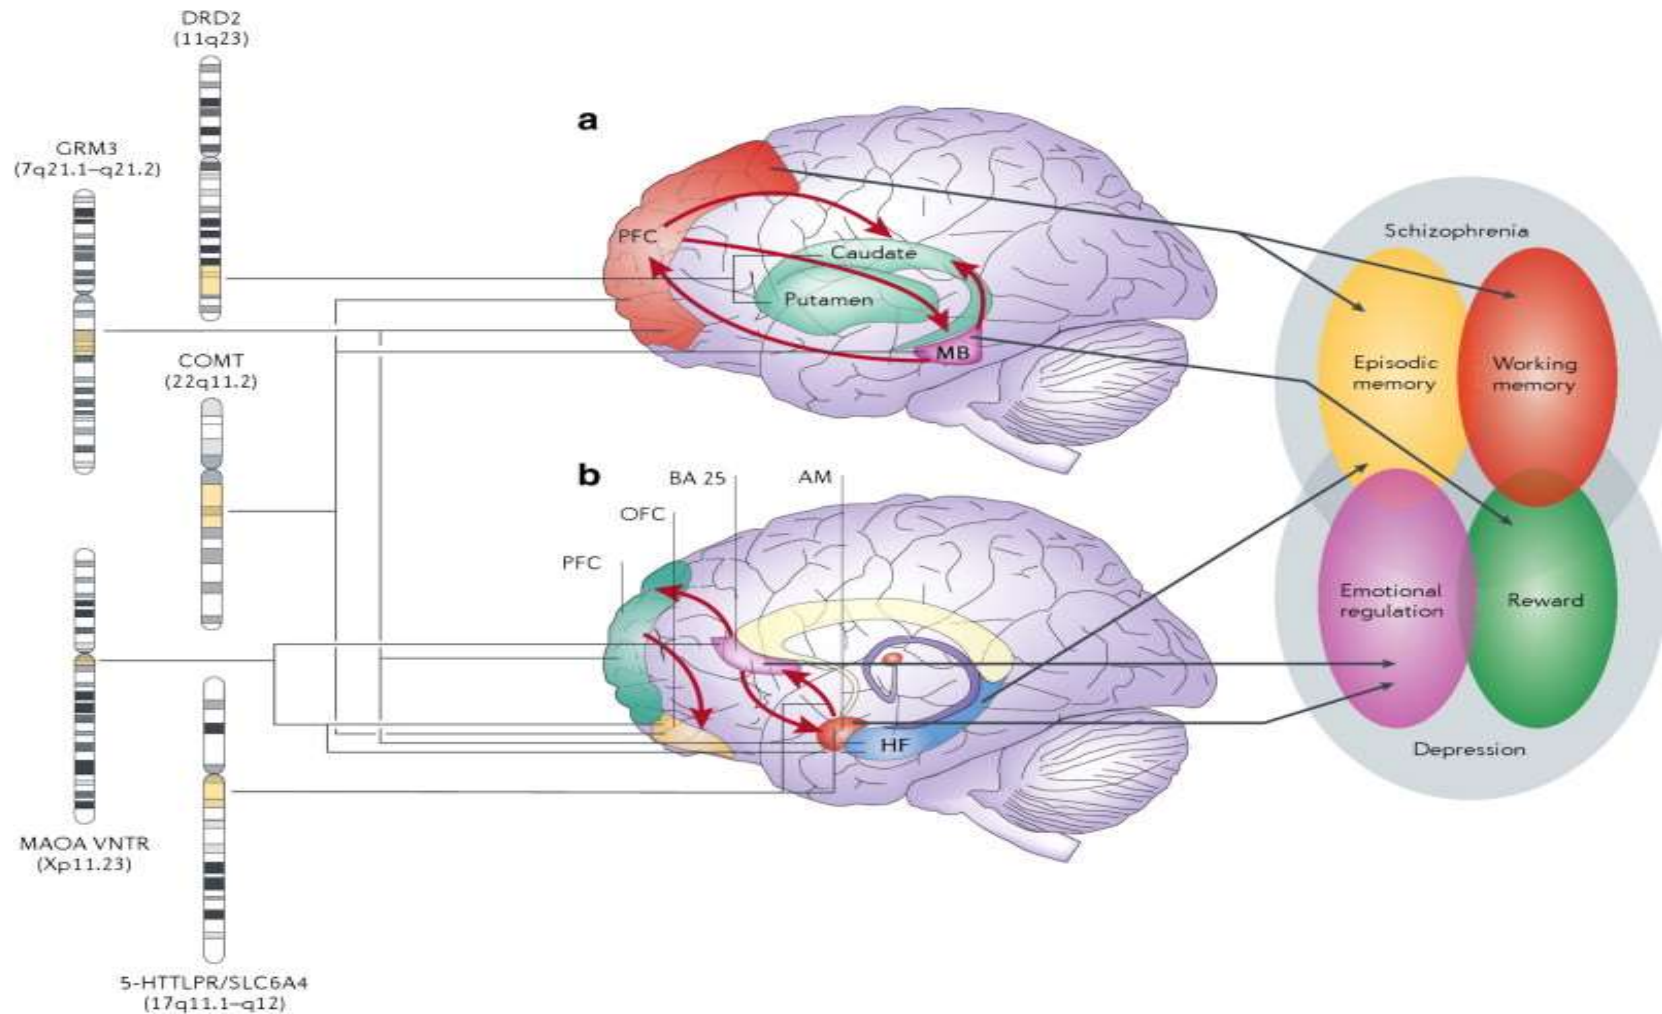 DRD2
(11q23)
GRM3
(7q21.1–q21.2)
COMT
(22q11.2)
MAOA VNTR
(Xp11.23)
5-HTTLPR/SLC6A4
(17q11.1–q12)
a
PFC
Caudate
Putamen
MB
b
BA 25
AM
OFC
PFC
HF
Schizophrenia
Episodic
memory
Working
memory
Emotional
regulation
Reward
Depression